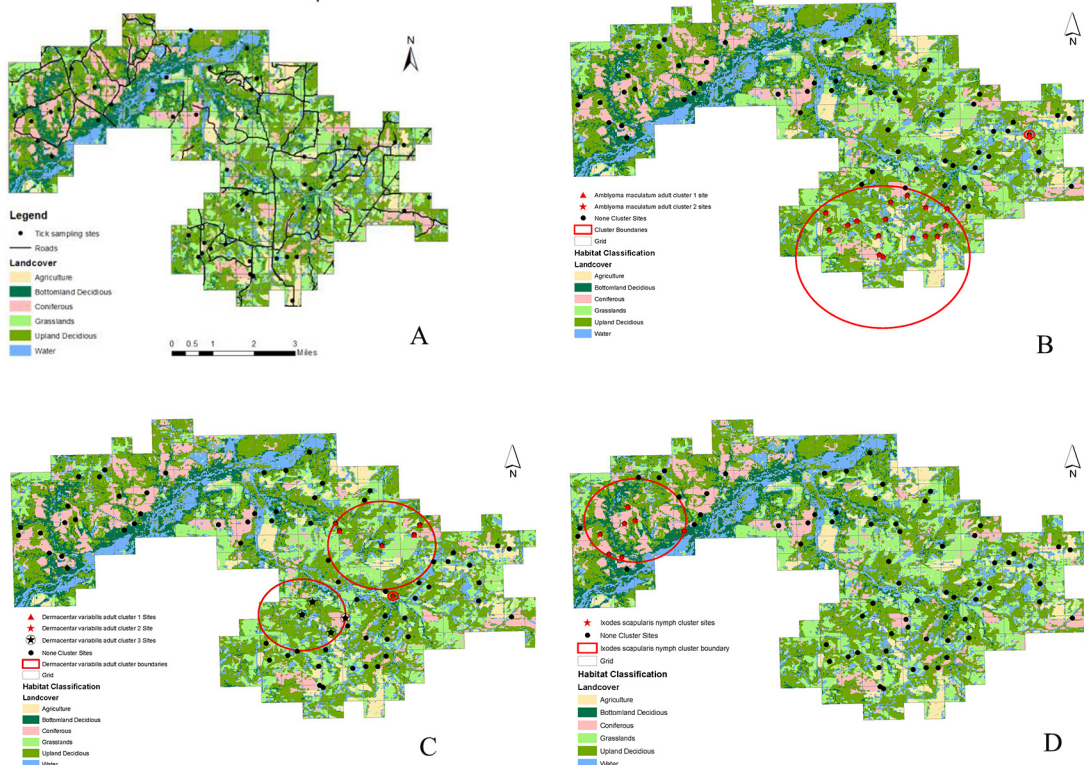 N
Legend
Tick sampling sites
Roads
Landcover
Agriculture
Bottomland Decidious
Coniferous
Grasslands
Upland Decidious
Water
0 0.5 1 2 3
Miles
A
N
Amblyoma maculatum adult cluster 1 site
Amblyoma maculatum adult cluster 2 sites
None Cluster Sites
Cluster Boundaries
Grid
Habitat Classification
Landcover
Agriculture
Bottomland Decidious
Coniferous
Grasslands
Upland Decidious
Water
B
N
Dermacentar variabilis adult cluster 1 Sites
Dermacentar variabilis adult cluster 2 Site
Dermacentar variabilis adult cluster 3 Sites
None Cluster Sites
Dermacentar variabilis adult cluster boundaries
Grid
Habitat Classification
Landcover
Agriculture
Bottomland Decidious
Coniferous
Grasslands
Upland Decidious
Water
C
N
Ixodes scapularis nymph cluster sites
None Cluster Sites
Ixodes scapularis nymph cluster boundary
Grid
Habitat Classification
Landcover
Agriculture
Bottomland Decidious
Coniferous
Grasslands
Upland Decidious
Water
D